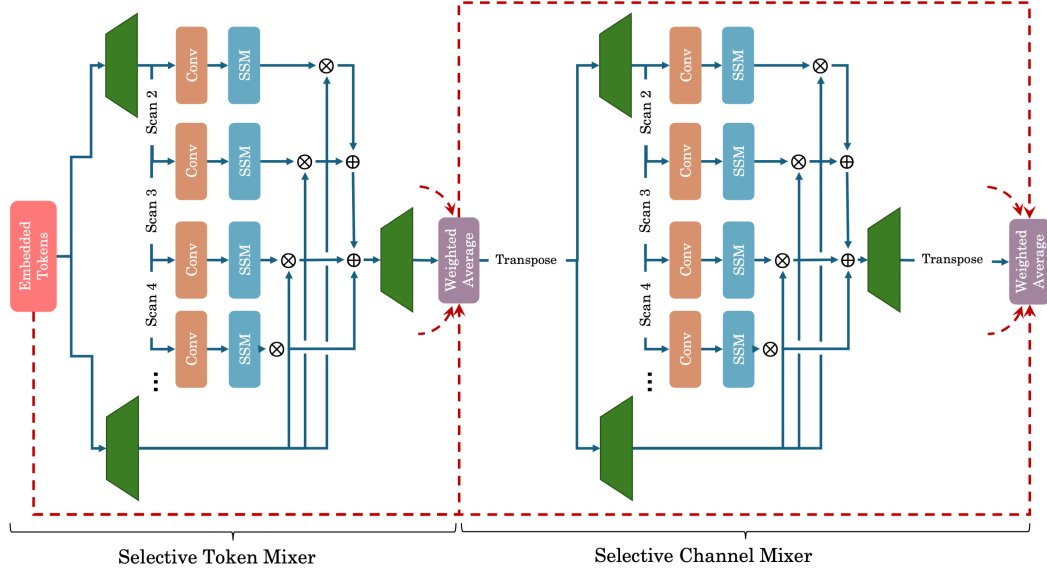 Embedded
Tokens
Scan 2
Scan 3
Scan 4
...
Conv
SSM
Conv
SSM
Conv
SSM
Conv
SSM
Weighted
Average
Transpose
Scan 2
Scan 3
Scan 4
...
Conv
SSM
Conv
SSM
Conv
SSM
Conv
SSM
Transpose
Weighted
Average
Selective Token Mixer
Selective Channel Mixer